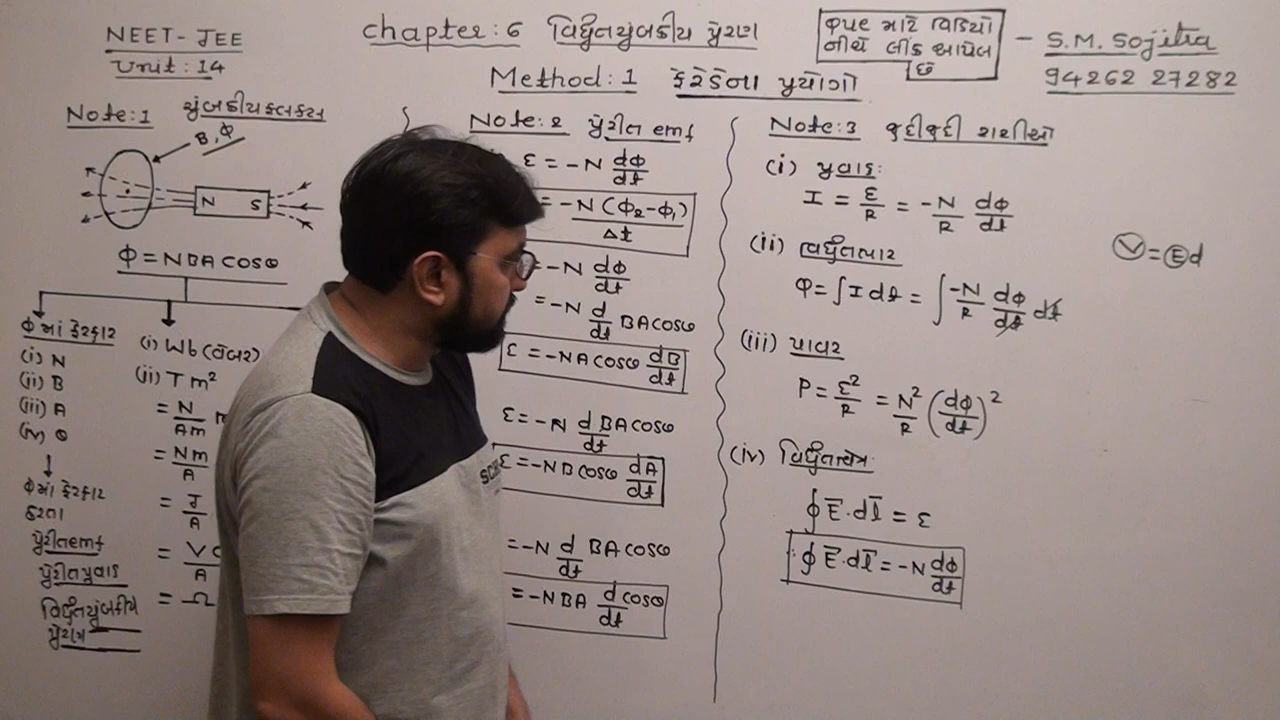 NEET - JEE
Unit : 14
chapter : 6 વિદ્યુતચુંબકીય પ્રેરણ
Method : 1 ફેરેડેના પ્રયોગો
નીચે લીંક આપેલ
છે
- S.M. Sojitra
94262 27282
Note : 1 ચુંબકીય ફલક્સ
B, Φ
N S
Φ = NBA cosθ
Φ માં ફેરફાર
(i) N
(ii) B
(iii) A
(iv) θ
Φ માં ફેરફાર
કરતા
પ્રેરીત emf
પ્રેરીત પ્રવાહ
વિદ્યુતચુંબકીય
પ્રેરણ
(i) Wb (વેબર)
(ii) T m²
= N/Am
= Nm/A
= J/A
= V/A
= Ω
Note : 2 પ્રેરીત emf
ε = -N dΦ/dt
= -N(Φ₂-Φ₁)/Δt
= -N dΦ/dt
= -N d/dt BA cosθ
ε = -NA cosθ dB/dt
ε = -N d/dt BA cosθ
ε = -NB cosθ dA/dt
= -N d/dt BA cosθ
= -NBA d cosθ/dt
Note : 3 જુદીજુદી રાશીઓ
(i) પ્રવાહ :
I = ε/R = -N/R dΦ/dt
(ii) વિદ્યુતભાર
Q = ∫ I dt = ∫ -N/R dΦ/dt dt
(iii) પાવર
P = ε²/R = N²/R (dΦ/dt)²
(iv) વિદ્યુતક્ષેત્ર
∮ E̅ · dl̅ = ε
∴ ∮ E̅ · dl̅ = -N dΦ/dt
V = Ed